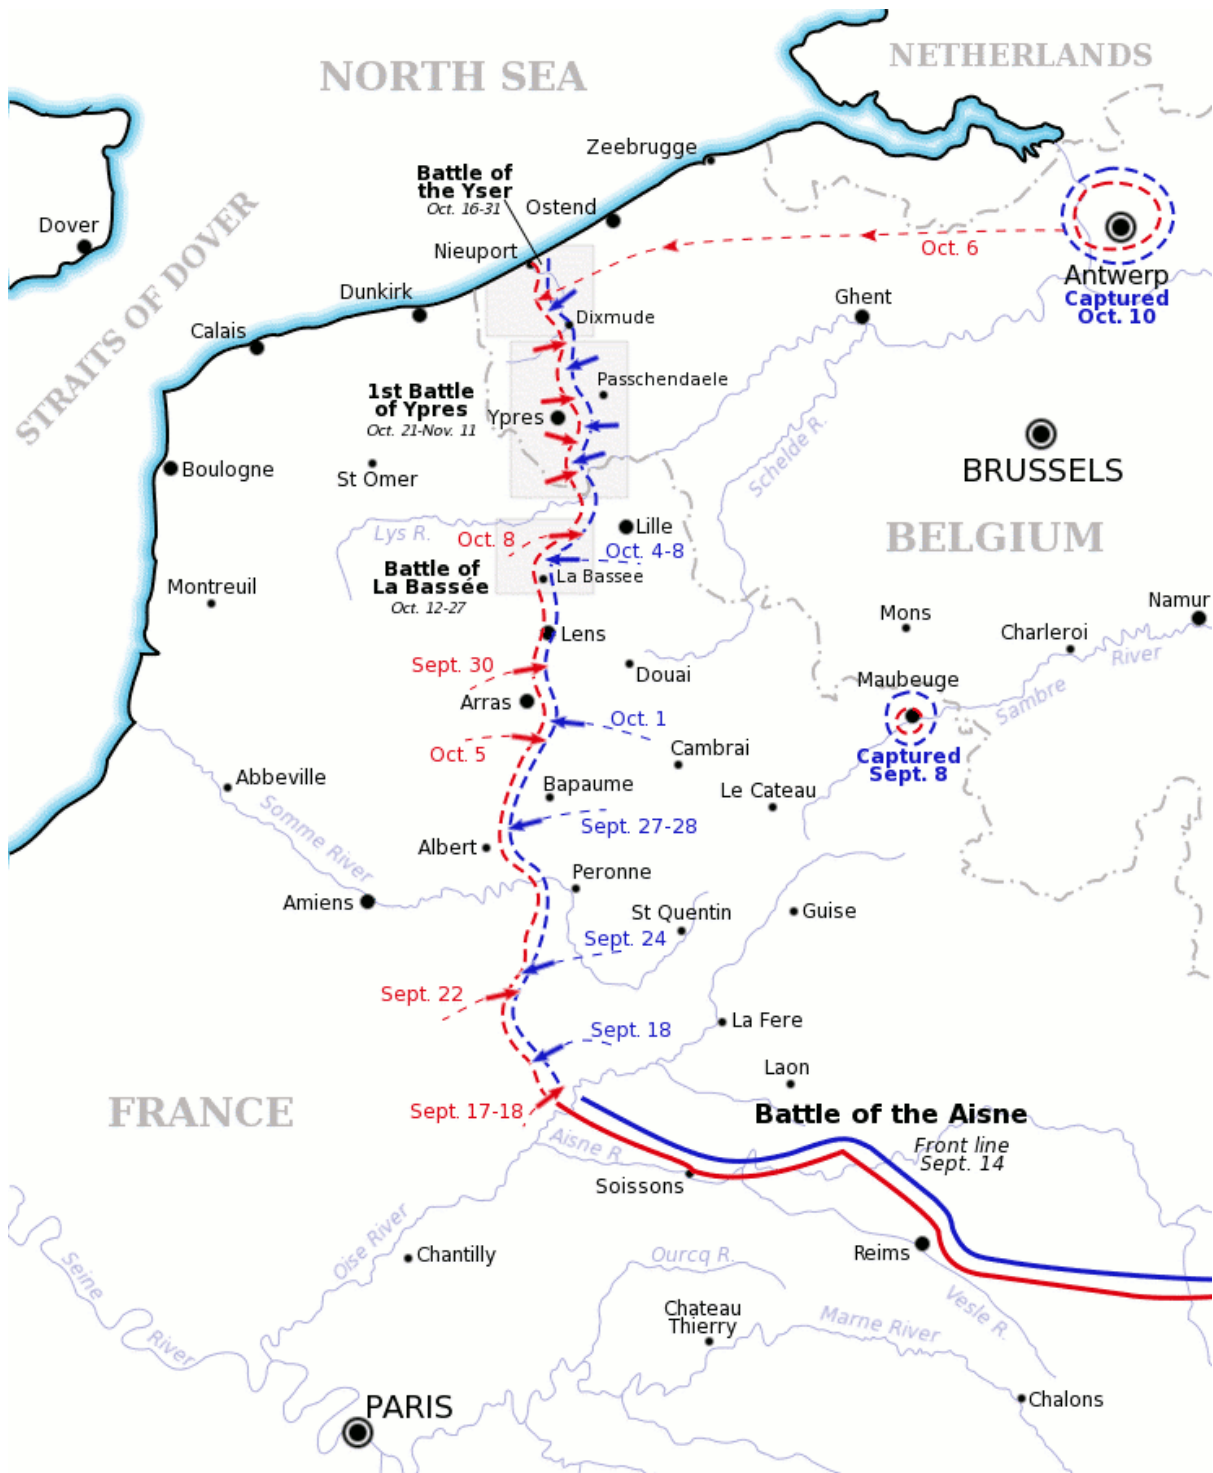 NORTH SEA
NETHERLANDS
Zeebrugge
Battle of
the Yser
Oct. 16-31
Ostend
Dover
STRAITS OF DOVER
Nieuport
Oct. 6
Antwerp
Captured
Oct. 10
Dunkirk
Ghent
Calais
Dixmude
Passchendaele
1st Battle
of Ypres
Oct. 21-Nov. 11
Ypres
Schelde R.
BRUSSELS
Boulogne
St Omer
Lys R.
Lille
BELGIUM
Oct. 8
Oct. 4-8
Battle of
La Bassée
Oct. 12-27
La Bassee
Montreuil
Mons
Namur
Lens
Charleroi
River
Sambre
Sept. 30
Douai
Maubeuge
Captured
Sept. 8
Arras
Oct. 1
Oct. 5
Cambrai
Abbeville
Bapaume
Le Cateau
Somme River
Sept. 27-28
Albert
Peronne
Amiens
St Quentin
Guise
Sept. 24
Sept. 22
Sept. 18
La Fere
Laon
FRANCE
Sept. 17-18
Battle of the Aisne
Front line
Sept. 14
Aisne R.
Soissons
Oise River
Chantilly
Ourcq R.
Reims
Seine
River
Chateau
Thierry
Marne River
Vesle R.
PARIS
Chalons